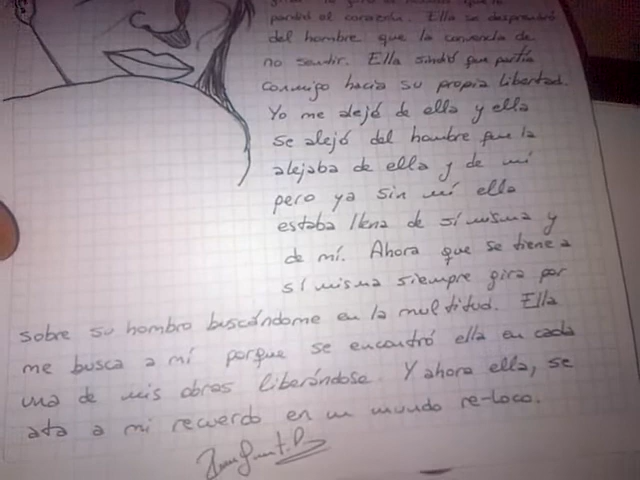 partió el corazón. Ella se desprendió
del hombre que la convencía de
no sentir. Ella sintió que partía
conmigo hacia su propia libertad.
Yo me alejó de ella y ella
se alejó del hombre que la
alejaba de ella y de mí
pero ya sin mí ella
estaba llena de sí misma y
de mí. Ahora que se tiene a
sí misma siempre gira por
sobre su hombro buscándome en la multitud. Ella
me busca a mí porque se encontró ella en cada
una de mis obras liberándose. Y ahora ella, se
ata a mi recuerdo en un mundo re-loco.